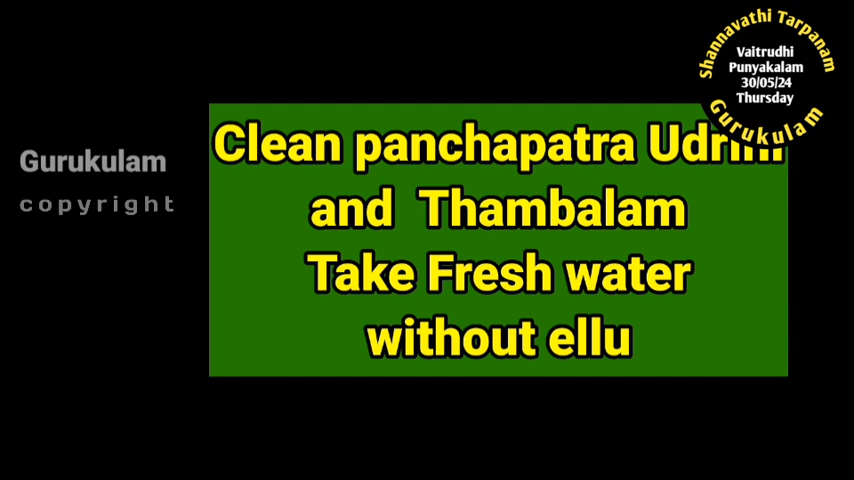 Shannavathi Tarpanam
Vaitrudhi
Punyakalam
30/05/24
Thursday
Gurukulam
Gurukulam
copyright
Clean panchapatra
and Thambalam
Take Fresh water
without ellu